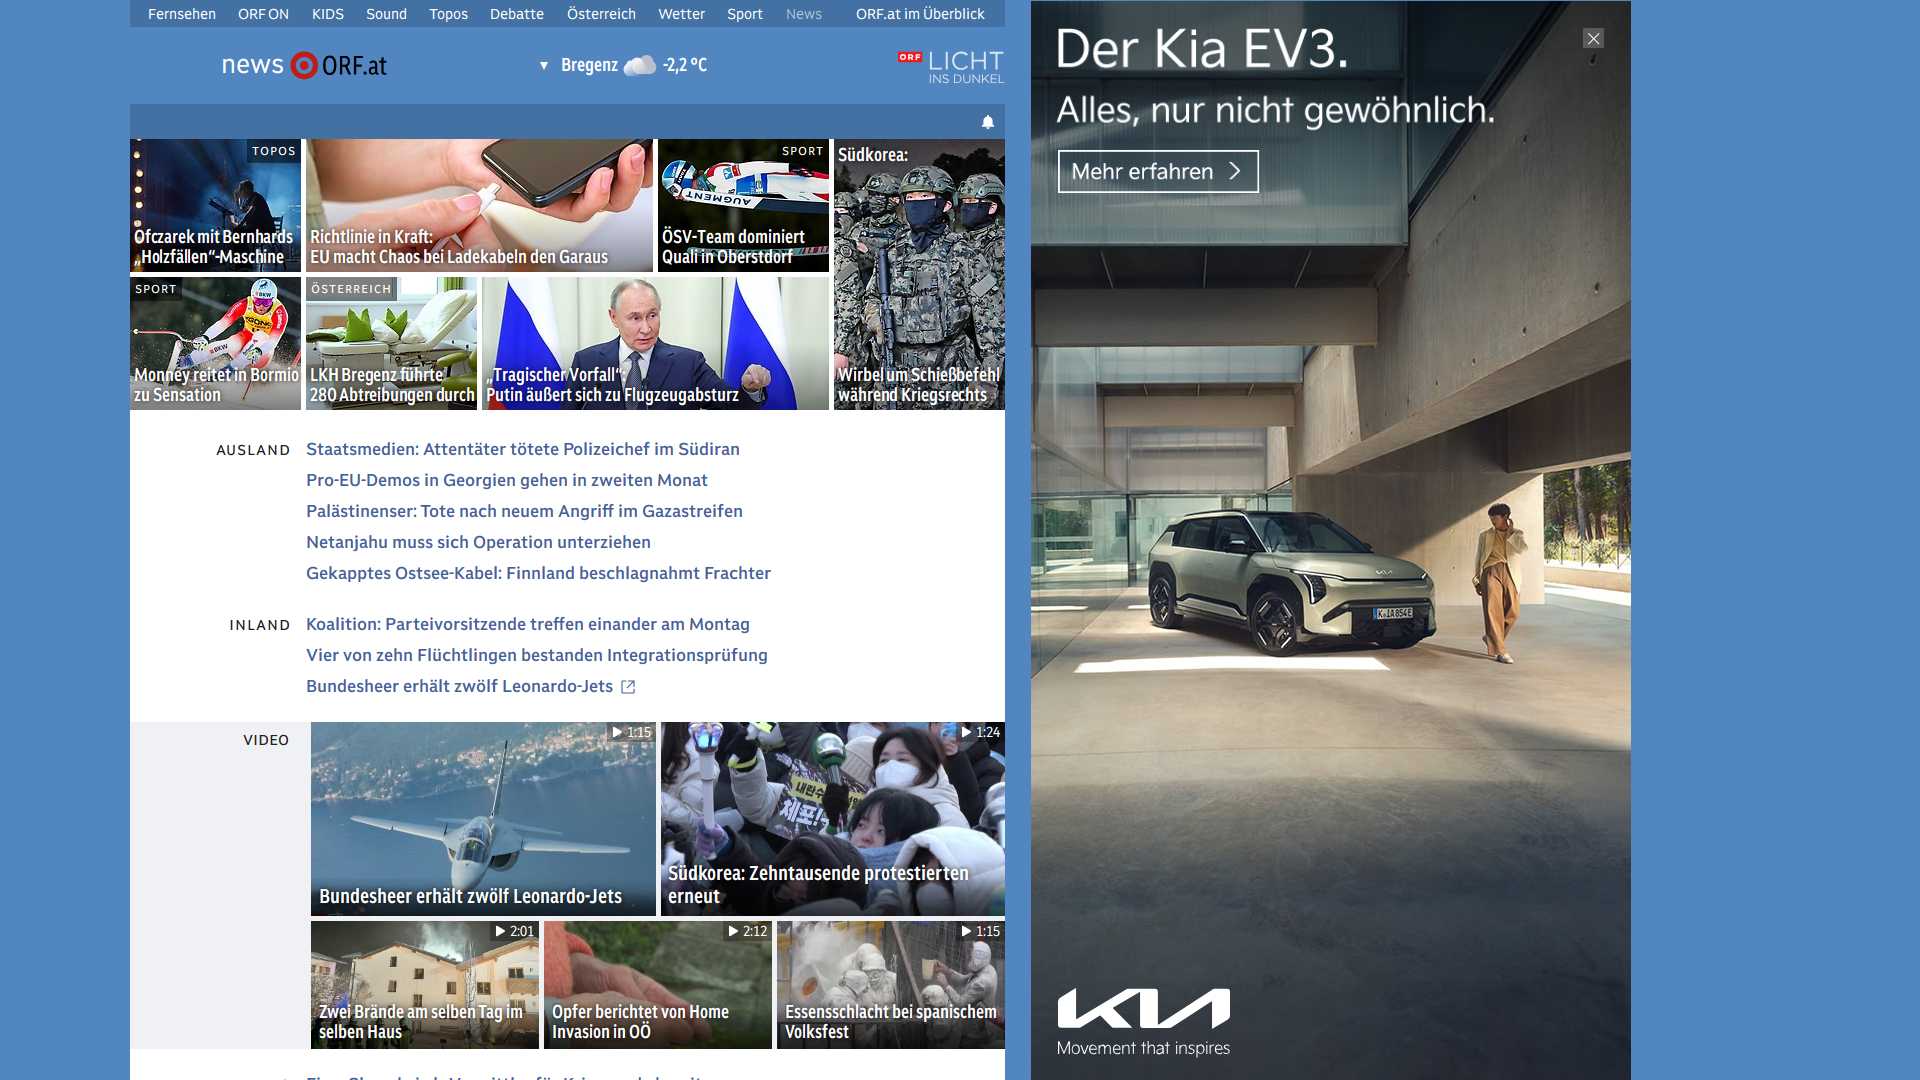 Fernsehen ORF ON KIDS Sound Topos Debatte Österreich Wetter Sport News ORF.at im Überblick
news ORF.at
Bregenz -2,2 °C
ORF LICHT
INS DUNKEL
TOPOS
Ofczarek mit Bernhards
„Holzfällen“-Maschine
Richtlinie in Kraft:
EU macht Chaos bei Ladekabeln den Garaus
SPORT
AUGMENT
ÖSV-Team dominiert
Quali in Oberstdorf
Südkorea:
Wirbel um Schießbefehl
während Kriegsrechts
SPORT
BKW
Monney reitet in Bormio
zu Sensation
ÖSTERREICH
LKH Bregenz führte
280 Abtreibungen durch
„Tragischer Vorfall“:
Putin äußert sich zu Flugzeugabsturz
AUSLAND
Staatsmedien: Attentäter tötete Polizeichef im Südiran
Pro-EU-Demos in Georgien gehen in zweiten Monat
Palästinenser: Tote nach neuem Angriff im Gazastreifen
Netanjahu muss sich Operation unterziehen
Gekapptes Ostsee-Kabel: Finnland beschlagnahmt Frachter
INLAND
Koalition: Parteivorsitzende treffen einander am Montag
Vier von zehn Flüchtlingen bestanden Integrationsprüfung
Bundesheer erhält zwölf Leonardo-Jets
VIDEO
1:15
Bundesheer erhält zwölf Leonardo-Jets
1:24
체포!
Südkorea: Zehntausende protestierten
erneut
2:01
Zwei Brände am selben Tag im
selben Haus
2:12
Opfer berichtet von Home
Invasion in OÖ
1:15
Essensschlacht bei spanischem
Volksfest
Der Kia EV3.
Alles, nur nicht gewöhnlich.
Mehr erfahren
KIA
Movement that inspires